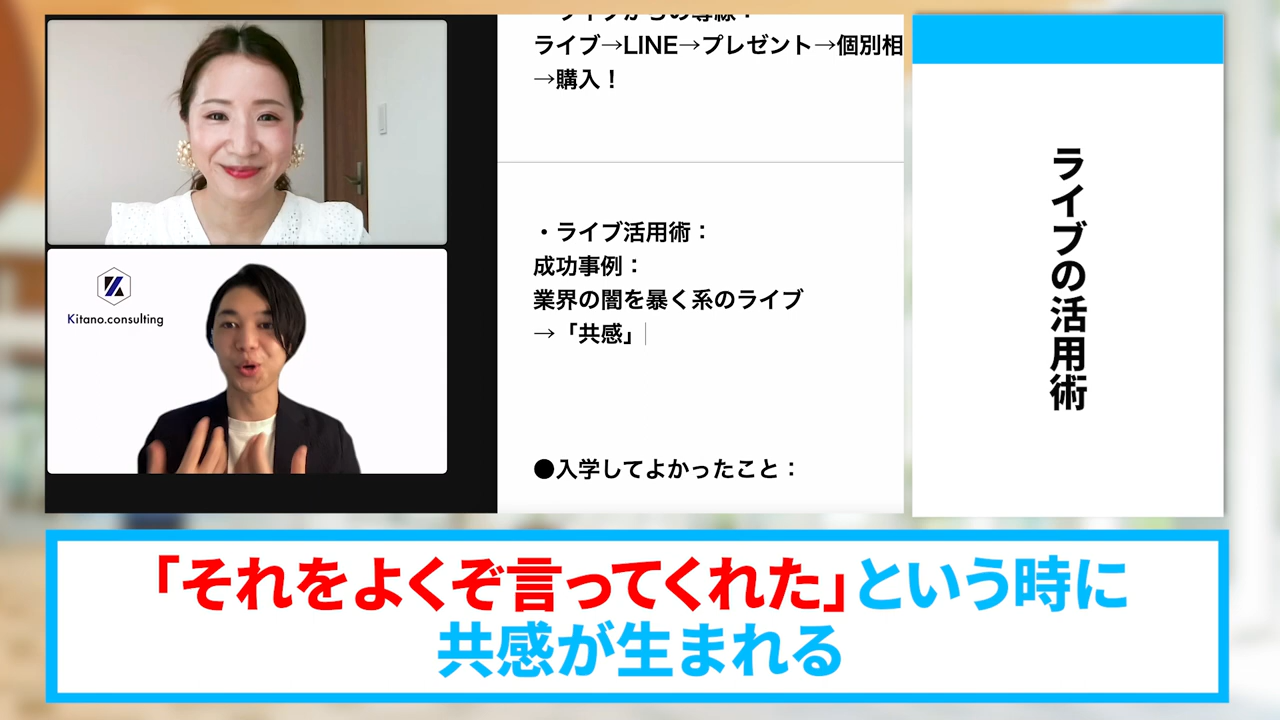 ライブ→LINE→プレゼント→個別相
→購入！
・ライブ活用術：
成功事例：
業界の闇を暴く系のライブ
→「共感」
●入学してよかったこと：
Kitano.consulting
ライブの活用術
「それをよくぞ言ってくれた」という時に
共感が生まれる